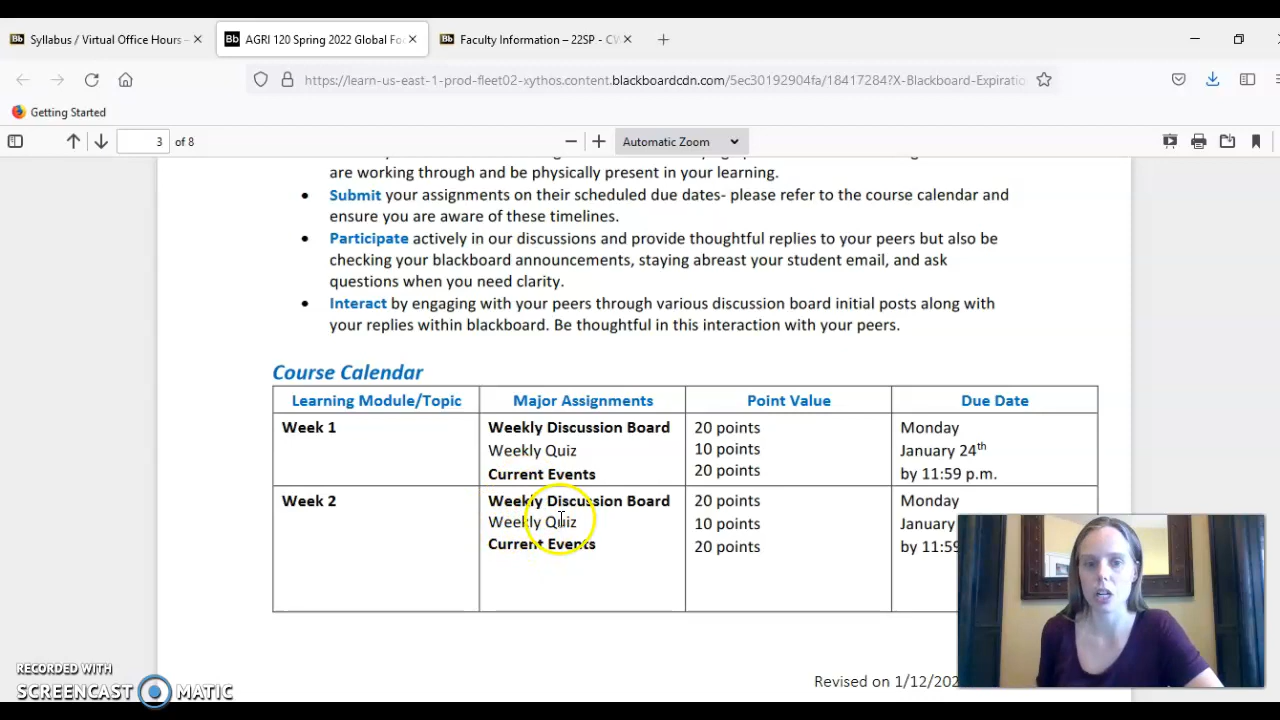 Syllabus / Virtual Office Hours –
AGRI 120 Spring 2022 Global Fo
Faculty Information – 22SP - CW
https://learn-us-east-1-prod-fleet02-xythos.content.blackboardcdn.com/5ec30192904fa/18417284?X-Blackboard-Expiratio
Getting Started
3 of 8
Automatic Zoom
are working through and be physically present in your learning.
• Submit your assignments on their scheduled due dates- please refer to the course calendar and
ensure you are aware of these timelines.
• Participate actively in our discussions and provide thoughtful replies to your peers but also be
checking your blackboard announcements, staying abreast your student email, and ask
questions when you need clarity.
• Interact by engaging with your peers through various discussion board initial posts along with
your replies within blackboard. Be thoughtful in this interaction with your peers.
Course Calendar
Learning Module/Topic Major Assignments Point Value Due Date
Week 1 Weekly Discussion Board 20 points Monday
Weekly Quiz 10 points January 24th
Current Events 20 points by 11:59 p.m.
Week 2 Weekly Discussion Board 20 points Monday
Weekly Quiz 10 points January
Current Events 20 points by 11:59
Revised on 1/12/202
RECORDED WITH
SCREENCAST MATIC